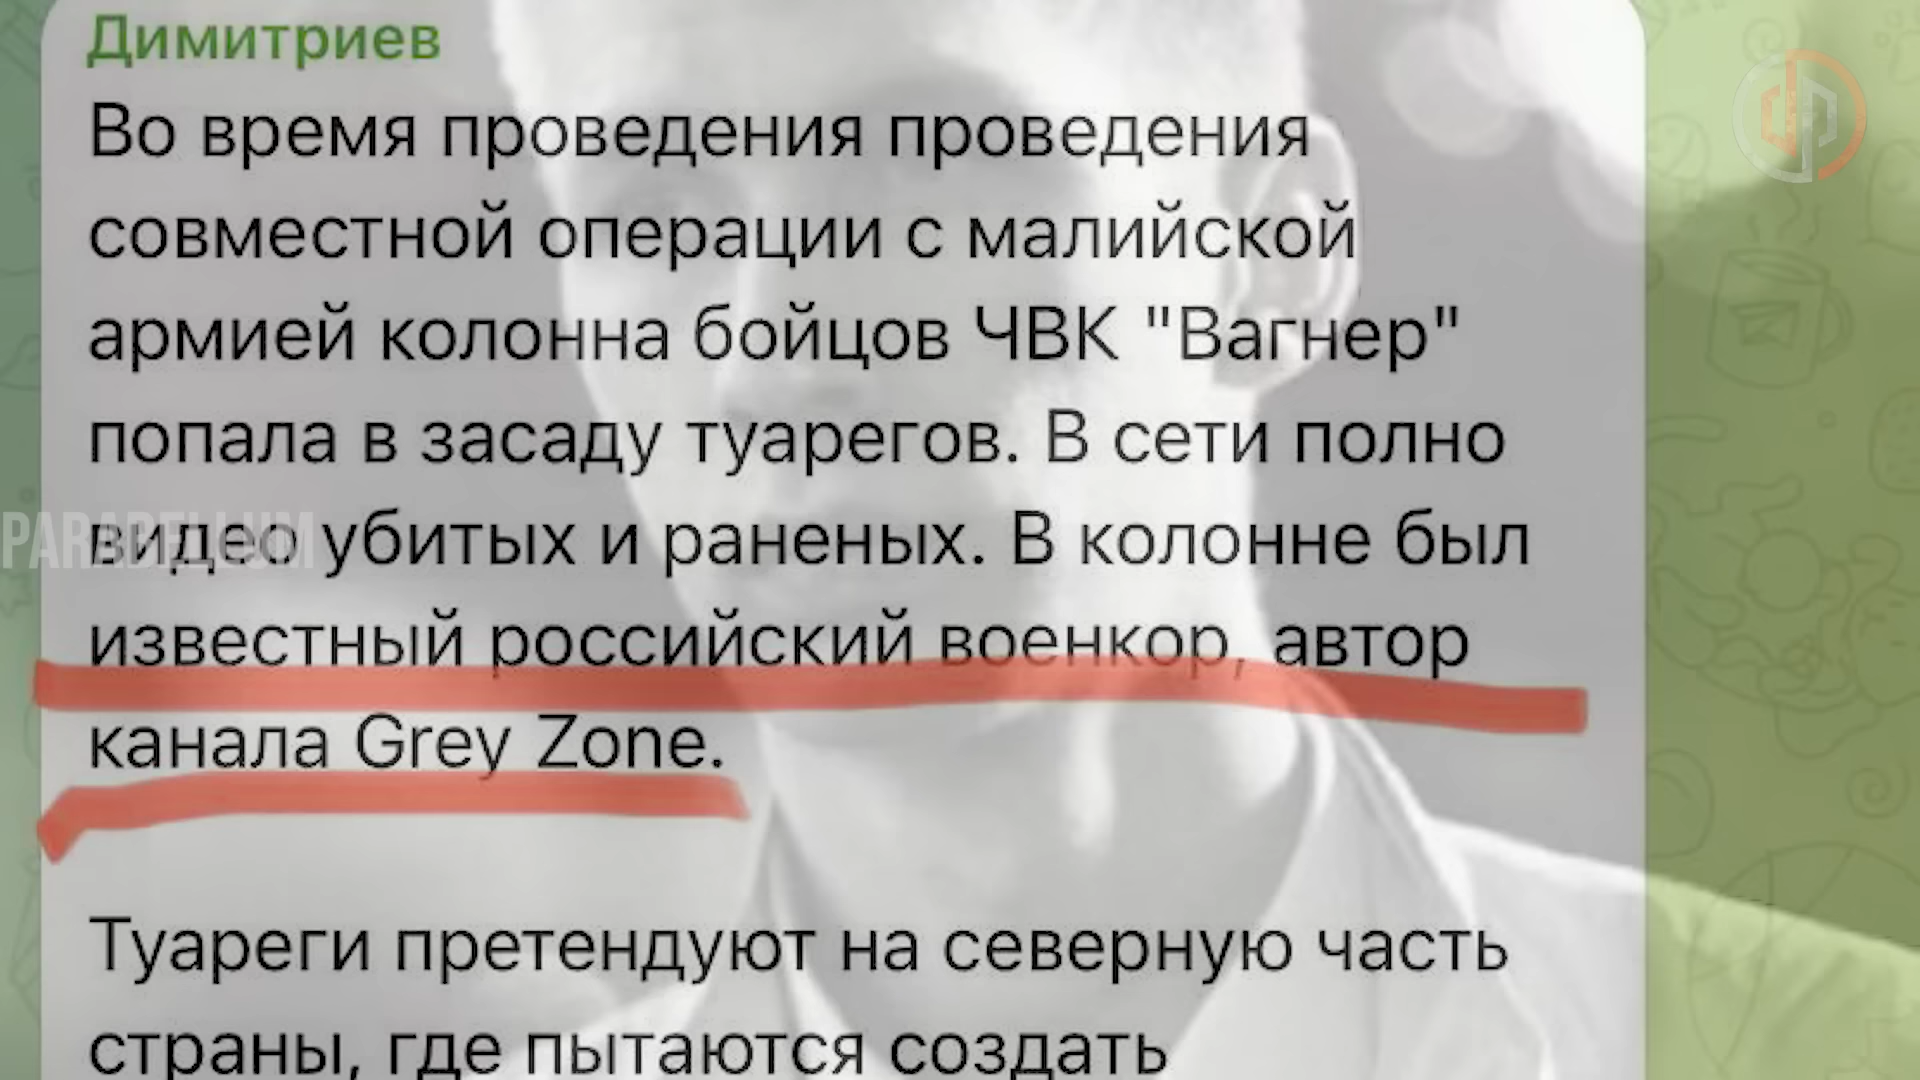 Димитриев
Во время проведения проведения
совместной операции с малийской
армией колонна бойцов ЧВК "Вагнер"
попала в засаду туарегов. В сети полно
видео убитых и раненых. В колонне был
PARABELLUM
известный российский военкор, автор
канала Grey Zone.
Туареги претендуют на северную часть
страны, где пытаются создать